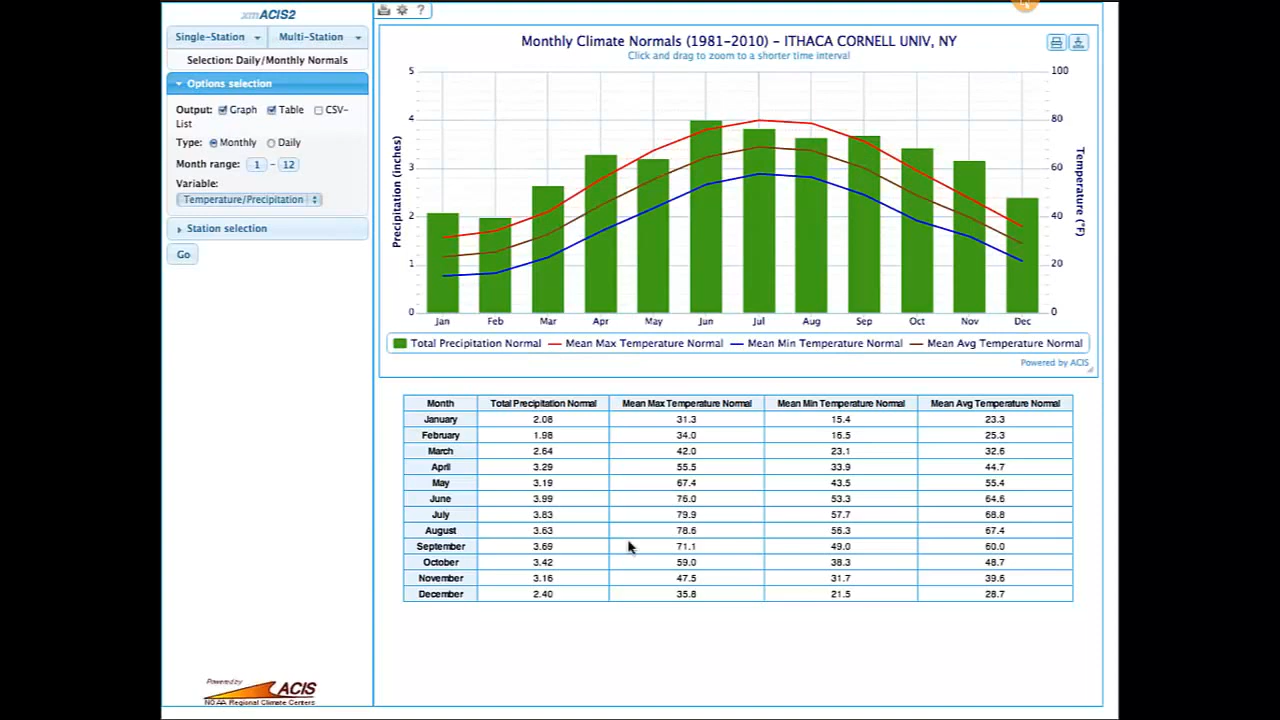 xmACIS2
Single-Station Multi-Station
Selection: Daily/Monthly Normals
Options selection
Output: Graph Table CSV-
List
Type: Monthly Daily
Month range: 1 - 12
Variable:
Temperature/Precipitation
Station selection
Go
Powered by
ACIS
NOAA Regional Climate Centers
?
Monthly Climate Normals (1981-2010) - ITHACA CORNELL UNIV, NY
Click and drag to zoom to a shorter time interval
Precipitation (inches)
5
4
3
2
1
0
100
80
60
40
20
0
Temperature (°F)
Jan Feb Mar Apr May Jun Jul Aug Sep Oct Nov Dec
Total Precipitation Normal Mean Max Temperature Normal Mean Min Temperature Normal Mean Avg Temperature Normal
Powered by ACIS
Month Total Precipitation Normal Mean Max Temperature Normal Mean Min Temperature Normal Mean Avg Temperature Normal
January 2.08 31.3 15.4 23.3
February 1.98 34.0 16.5 25.3
March 2.64 42.0 23.1 32.6
April 3.29 55.5 33.9 44.7
May 3.19 67.4 43.5 55.4
June 3.99 76.0 53.3 64.6
July 3.83 79.9 57.7 68.8
August 3.63 78.6 56.3 67.4
September 3.69 71.1 49.0 60.0
October 3.42 59.0 38.3 48.7
November 3.16 47.5 31.7 39.6
December 2.40 35.8 21.5 28.7